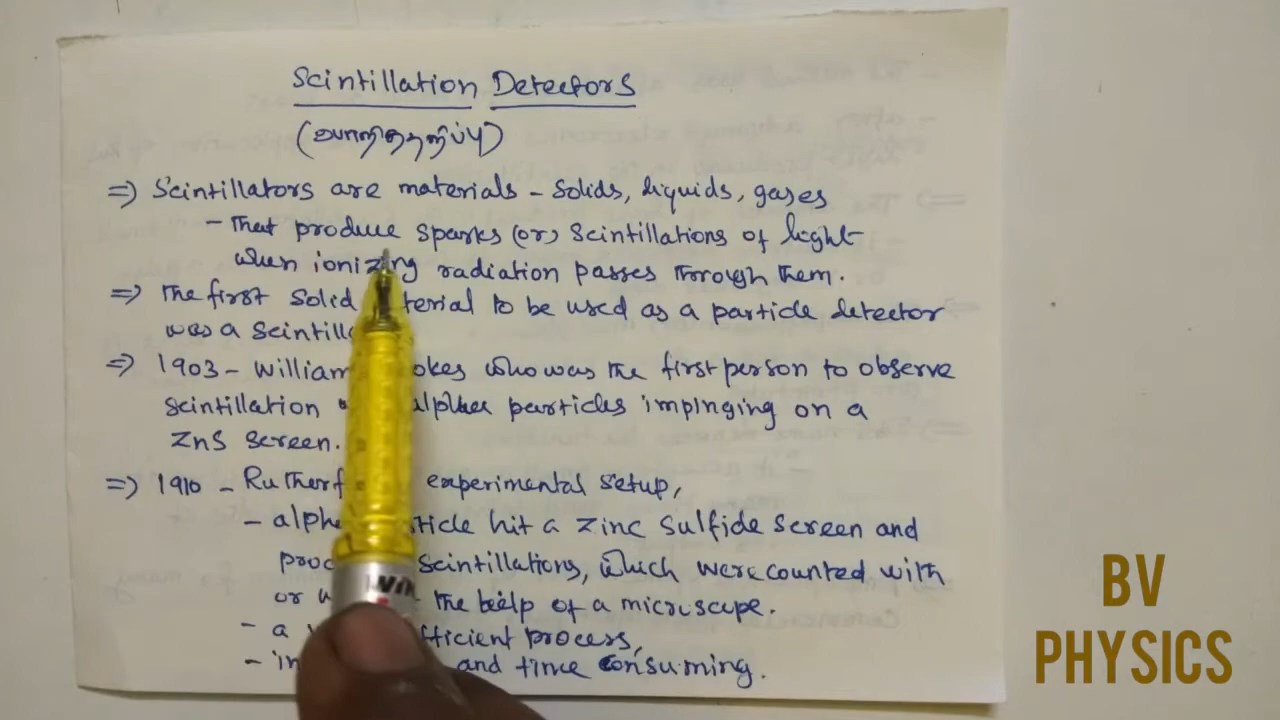 Scintillation Detectors
=> Scintillators are materials - Solids, liquids, gases
- That produce sparks (or) scintillations of light
when ionizing radiation passes through them.
=> The first solid terial to be used as a particle detector
was a scintill
=> 1903 - William okes who was the first person to observe
scintillation particles impinging on a
ZnS screen.
=> 1910 - Rutherf experimental setup,
- alph ticle hit a zinc sulfide screen and
proc scintillations, which were counted with
or w the help of a microscope.
- a fficient process,
- in and time consuming.
BV
PHYSICS